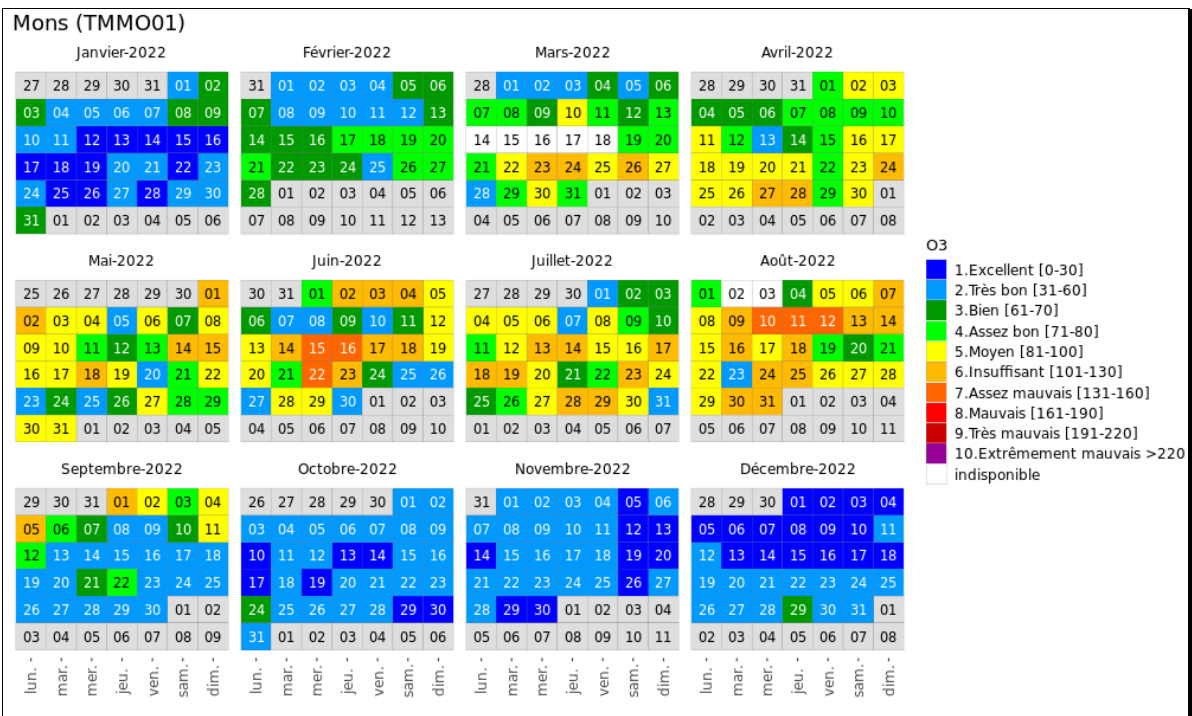 Mons (TMMO01)
Janvier-2022 Février-2022 Mars-2022 Avril-2022
27 28 29 30 31 01 02 31 01 02 03 04 05 06 28 01 02 03 04 05 06 28 29 30 31 01 02 03
03 04 05 06 07 08 09 07 08 09 10 11 12 13 07 08 09 10 11 12 13 04 05 06 07 08 09 10
10 11 12 13 14 15 16 14 15 16 17 18 19 20 14 15 16 17 18 19 20 11 12 13 14 15 16 17
17 18 19 20 21 22 23 21 22 23 24 25 26 27 21 22 23 24 25 26 27 18 19 20 21 22 23 24
24 25 26 27 28 29 30 28 01 02 03 04 05 06 28 29 30 31 01 02 03 25 26 27 28 29 30 01
31 01 02 03 04 05 06 07 08 09 10 11 12 13 04 05 06 07 08 09 10 02 03 04 05 06 07 08
Mai-2022 Juin-2022 Juillet-2022 Août-2022
25 26 27 28 29 30 01 30 31 01 02 03 04 05 27 28 29 30 01 02 03 01 02 03 04 05 06 07
02 03 04 05 06 07 08 06 07 08 09 10 11 12 04 05 06 07 08 09 10 08 09 10 11 12 13 14
09 10 11 12 13 14 15 13 14 15 16 17 18 19 11 12 13 14 15 16 17 15 16 17 18 19 20 21
16 17 18 19 20 21 22 20 21 22 23 24 25 26 18 19 20 21 22 23 24 22 23 24 25 26 27 28
23 24 25 26 27 28 29 27 28 29 30 01 02 03 25 26 27 28 29 30 31 29 30 31 01 02 03 04
30 31 01 02 03 04 05 04 05 06 07 08 09 10 01 02 03 04 05 06 07 05 06 07 08 09 10 11
Septembre-2022 Octobre-2022 Novembre-2022 Décembre-2022
29 30 31 01 02 03 04 26 27 28 29 30 01 02 31 01 02 03 04 05 06 28 29 30 01 02 03 04
05 06 07 08 09 10 11 03 04 05 06 07 08 09 07 08 09 10 11 12 13 05 06 07 08 09 10 11
12 13 14 15 16 17 18 10 11 12 13 14 15 16 14 15 16 17 18 19 20 12 13 14 15 16 17 18
19 20 21 22 23 24 25 17 18 19 20 21 22 23 21 22 23 24 25 26 27 19 20 21 22 23 24 25
26 27 28 29 30 01 02 24 25 26 27 28 29 30 28 29 30 01 02 03 04 26 27 28 29 30 31 01
03 04 05 06 07 08 09 31 01 02 03 04 05 06 05 06 07 08 09 10 11 02 03 04 05 06 07 08
lun. - mar. - mer. - jeu. - ven. - sam. - dim. - lun. - mar. - mer. - jeu. - ven. - sam. - dim. - lun. - mar. - mer. - jeu. - ven. - sam. - dim. - lun. - mar. - mer. - jeu. - ven. - sam. - dim. -
O3
1.Excellent [0-30]
2.Très bon [31-60]
3.Bien [61-70]
4.Assez bon [71-80]
5.Moyen [81-100]
6.Insuffisant [101-130]
7.Assez mauvais [131-160]
8.Mauvais [161-190]
9.Très mauvais [191-220]
10.Extrêmement mauvais >220
indisponible